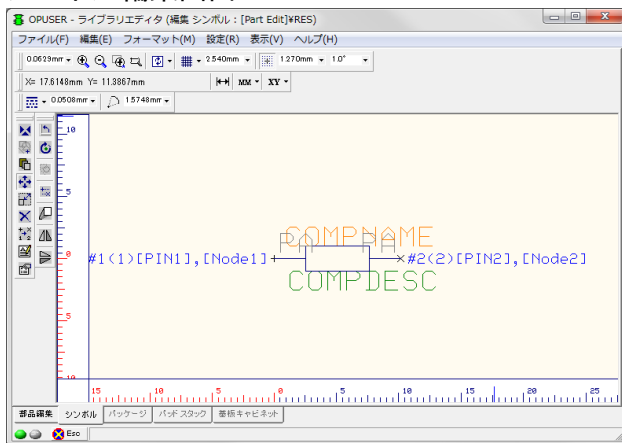 OPUSER - ライブラリエディタ (編集 シンボル : [Part Edit]¥RES)
ファイル(F) 編集(E) フォーマット(M) 設定(R) 表示(V) ヘルプ(H)
0.0629mm 2.540mm 1.270mm 1.0°
X= 17.6148mm Y= 11.3867mm MM XY
0.0508mm 1.5748mm
10
5
0
5
10
COMPNAME
PA PA
#1(1)[PIN1],[Node1] #2(2)[PIN2],[Node2]
COMPDESC
15 10 5 0 5 10 15 20 25
部品編集 シンボル パッケージ パッド スタック 基板キャビネット
Esc